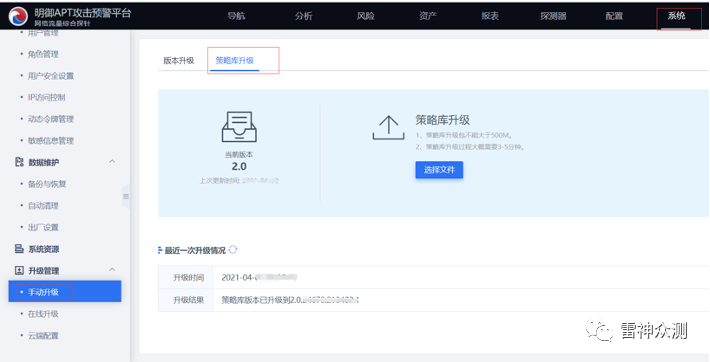 明御APT攻击预警平台
网络流量综合探针
导航 分析 风险 资产 报表 探测器 配置 系统
用户管理
角色管理
用户安全设置
IP访问控制
动态令牌管理
敏感信息管理
数据维护
备份与恢复
自动清理
出厂设置
系统资源
升级管理
手动升级
在线升级
云端配置
版本升级 策略库升级
当前版本
2.0
上次更新时间:
策略库升级
1、策略库升级包不能大于500M。
2、策略库升级过程大概需要3-5分钟。
选择文件
最近一次升级情况
升级时间 2021-04-
升级结果 策略库版本已升级到2.0.
雷神众测